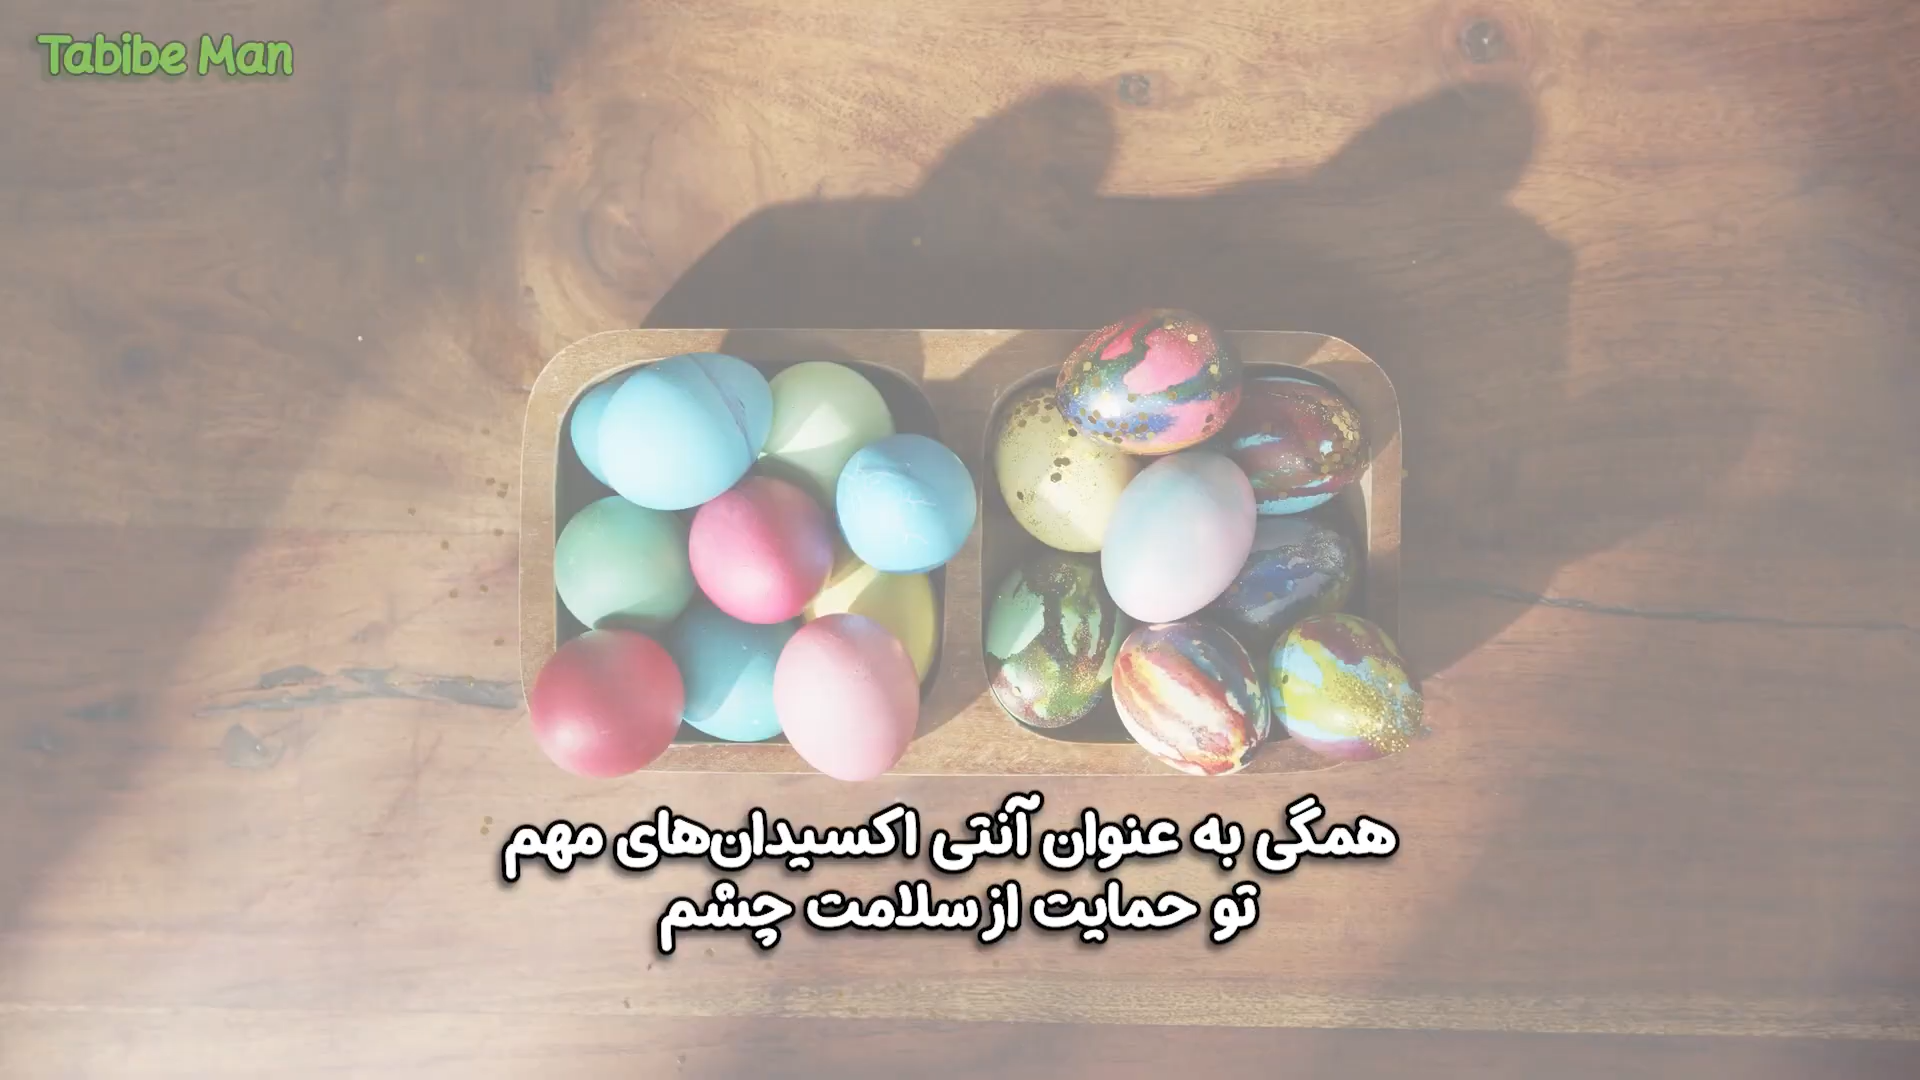 Tabibe Man
همگی به عنوان آنتی اکسیدان‌های مهم
تو حمایت از سلامت چشم